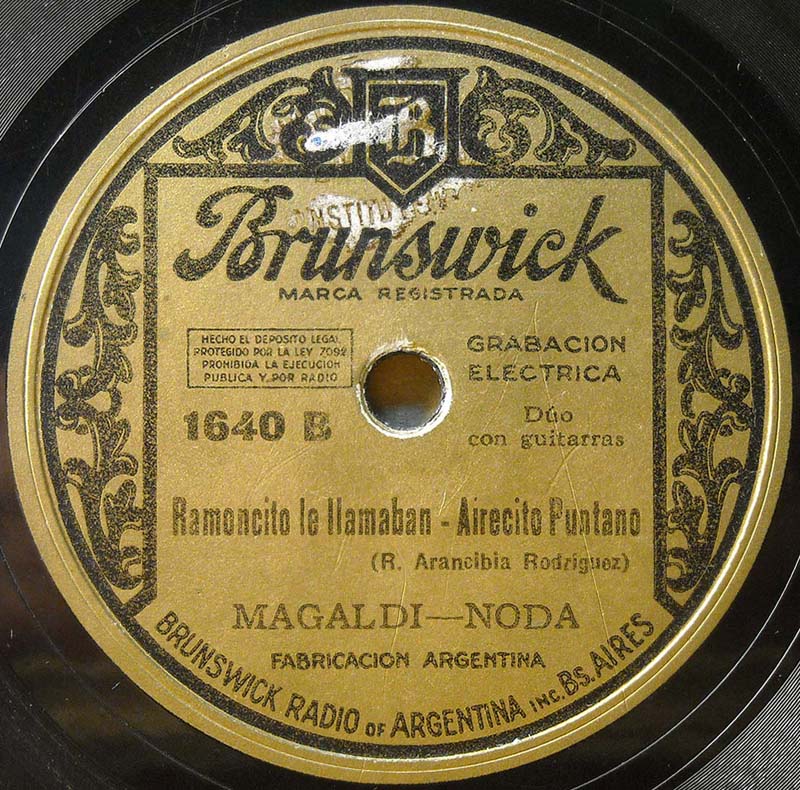 B
Brunswick
MARCA REGISTRADA
HECHO EL DEPOSITO LEGAL
PROTEGIDO POR LA LEY 7092
PROHIBIDA LA EJECUCION
PUBLICA Y POR RADIO
GRABACION
ELECTRICA
1640 B
Dúo
con guitarras
Ramoncito le llamaban - Airecito Puntano
(R. Arancibia Rodríguez)
MAGALDI—NODA
FABRICACION ARGENTINA
BRUNSWICK RADIO OF ARGENTINA INC. Bs. AIRES